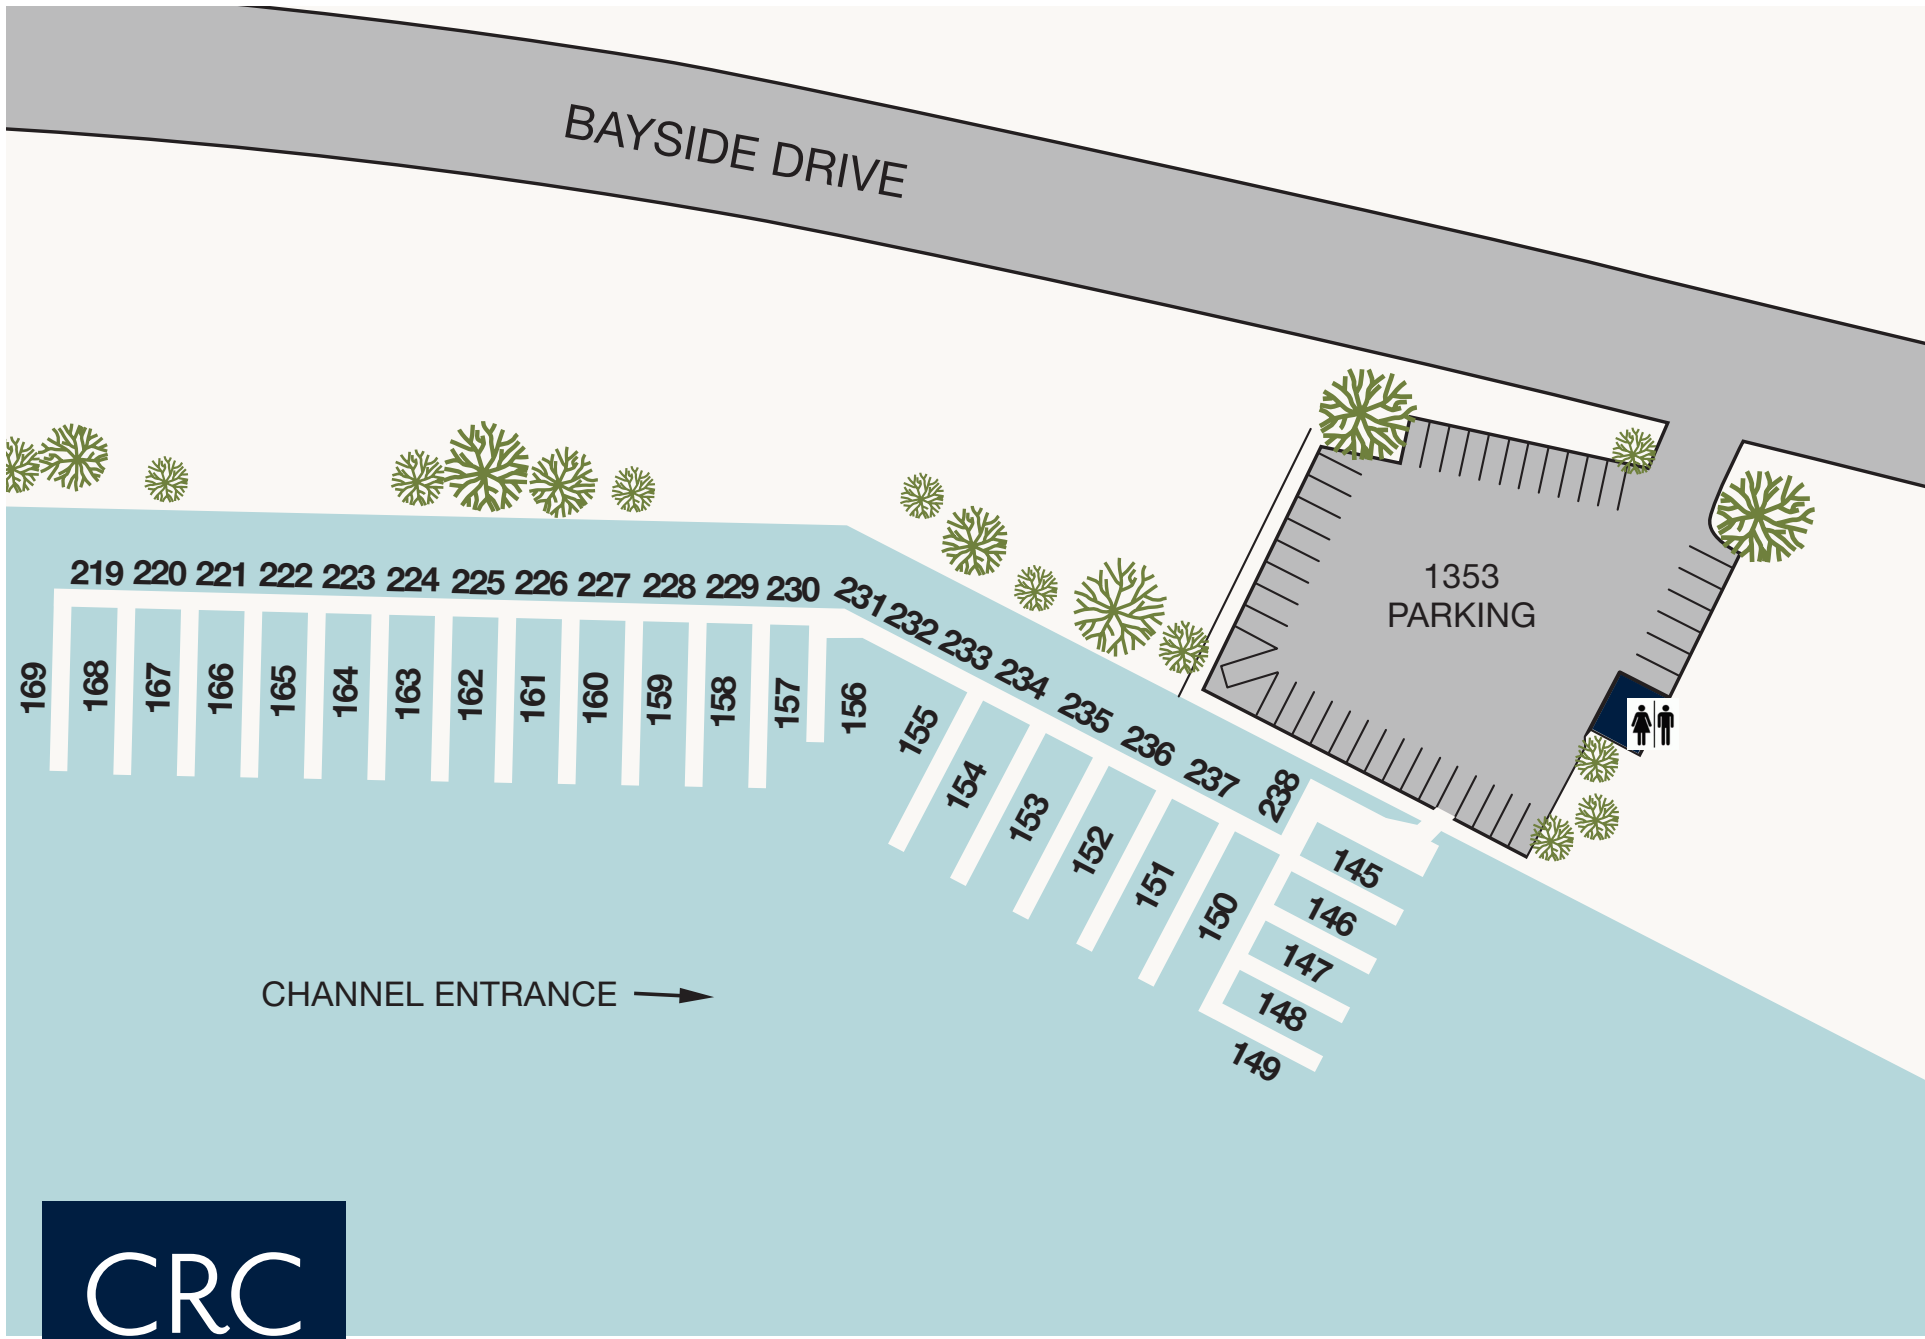 BAYSIDE DRIVE
1353
PARKING
219 220 221 222 223 224 225 226 227 228 229 230 231 232 233 234 235 236 237 238
169 168 167 166 165 164 163 162 161 160 159 158 157 156 155 154 153 152 151 150
145
146
147
148
149
CHANNEL ENTRANCE
CRC